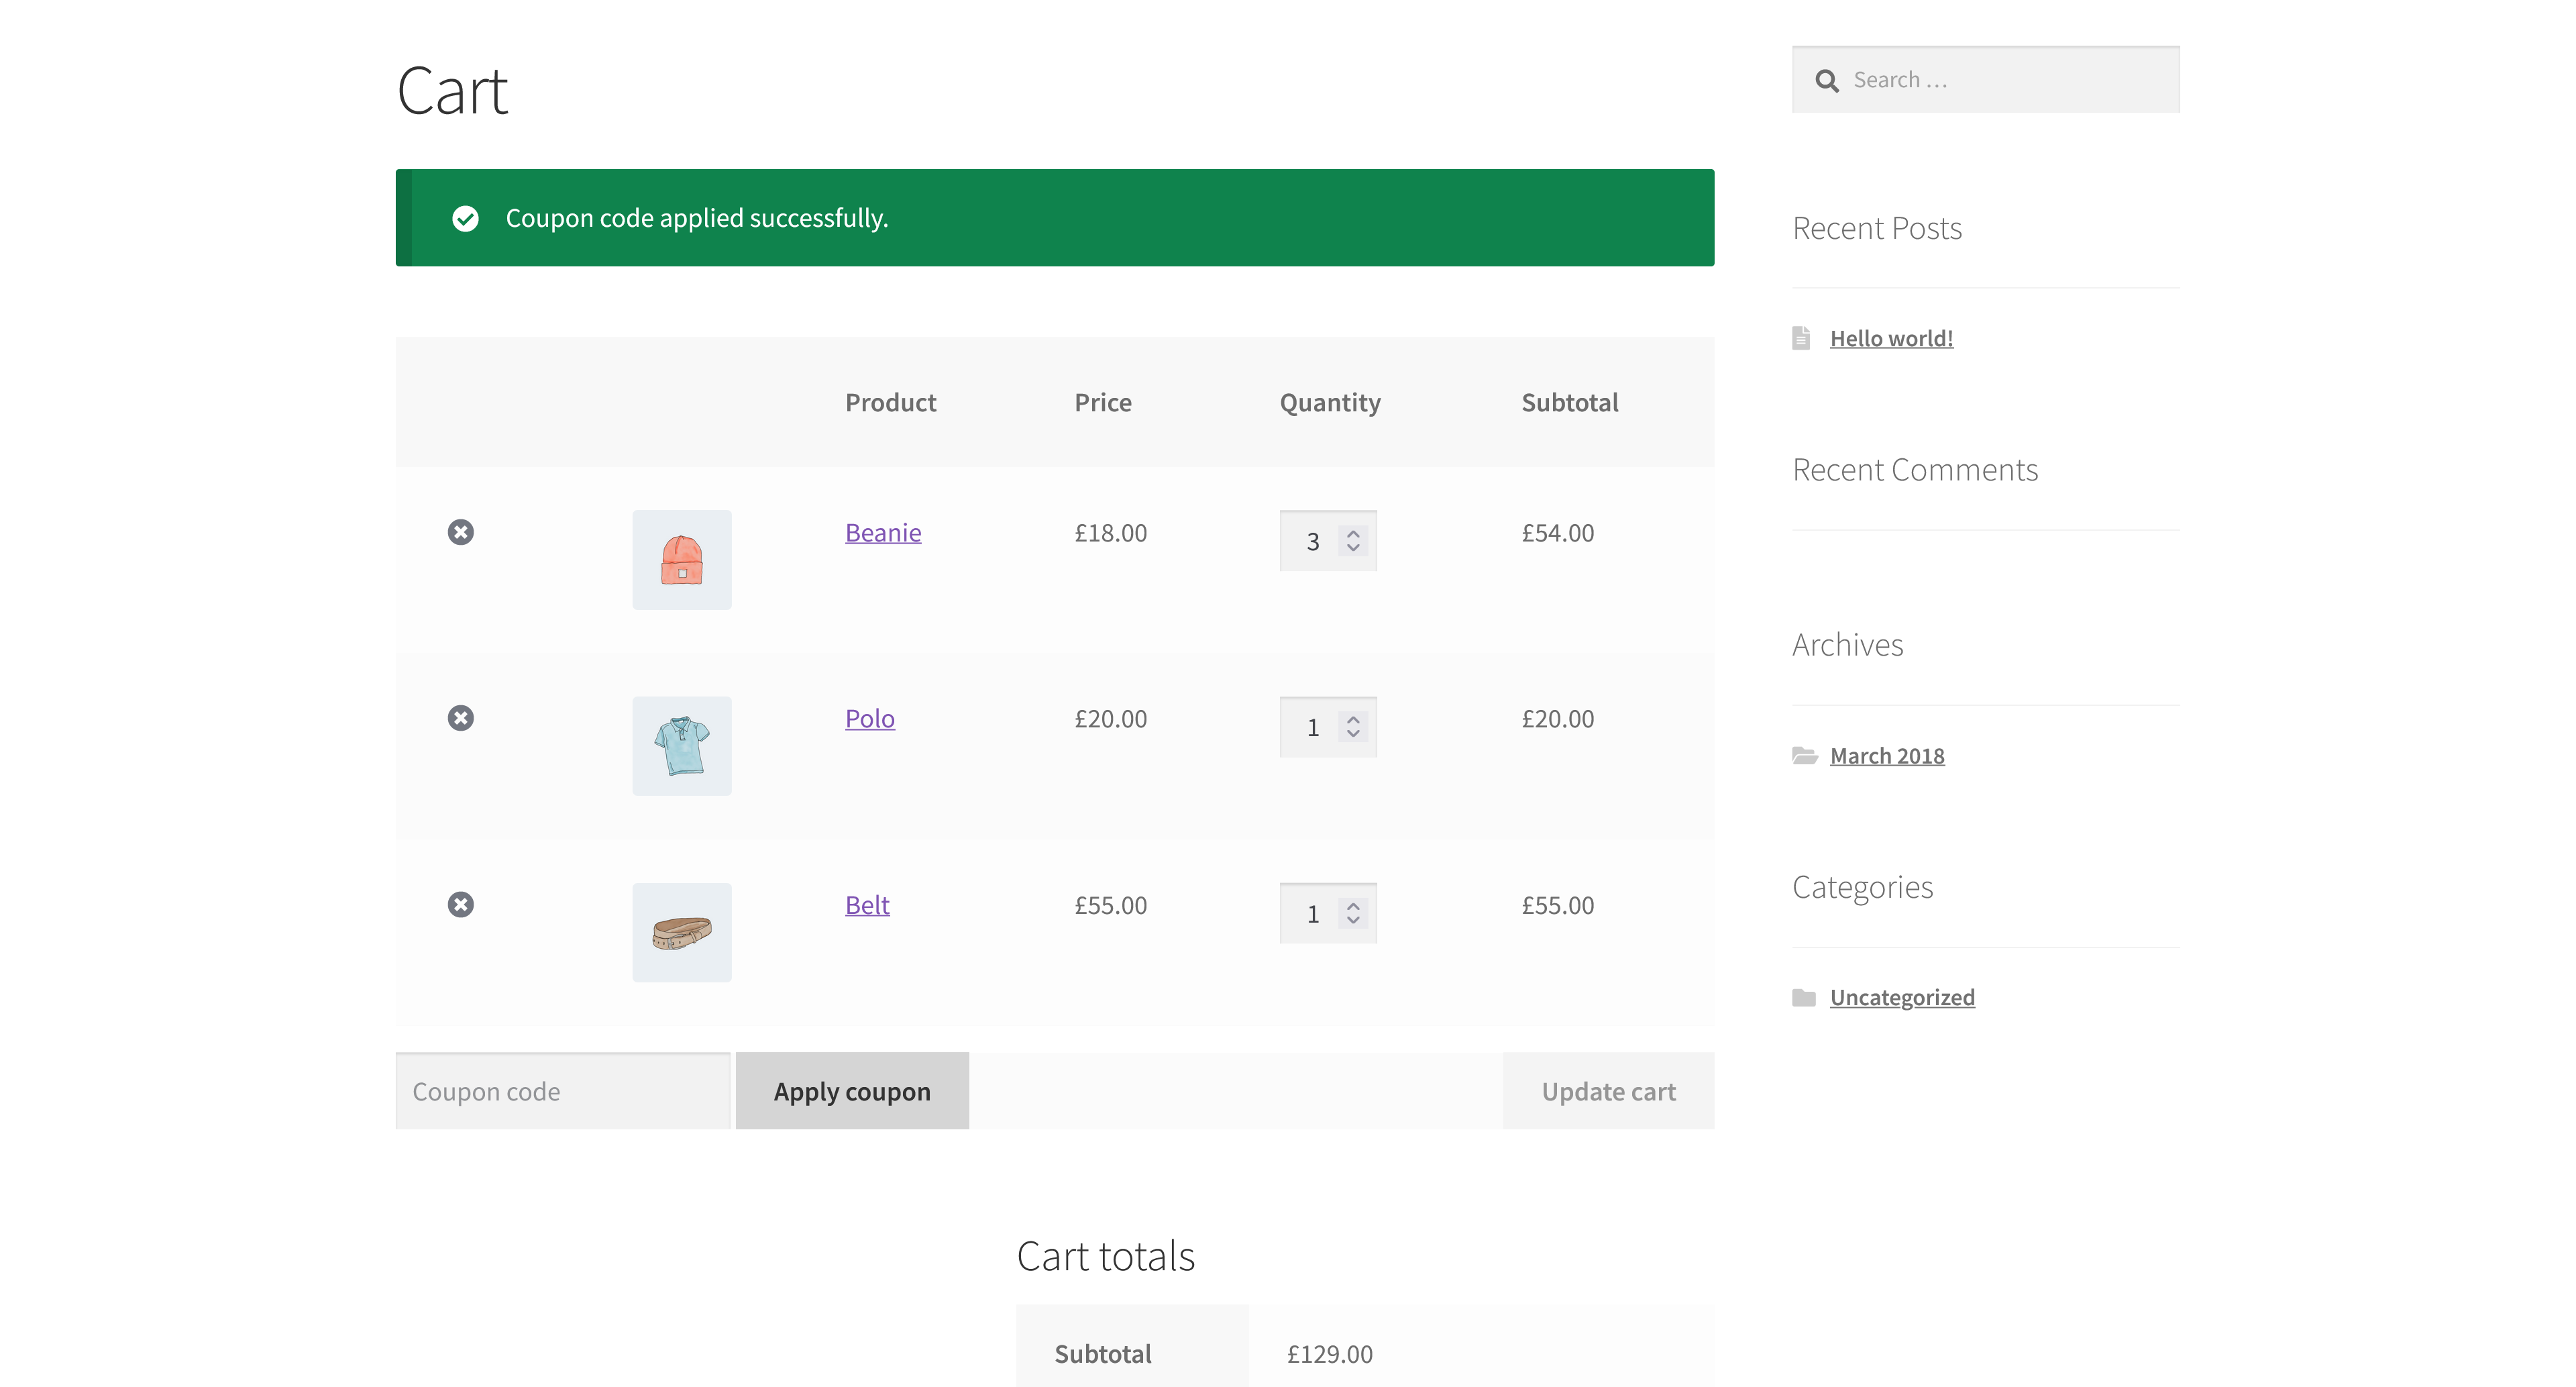 Cart
Search …
Coupon code applied successfully.
Recent Posts
Hello world!
Product Price Quantity Subtotal
Recent Comments
Beanie £18.00 3 £54.00
Archives
Polo £20.00 1 £20.00
March 2018
Categories
Belt £55.00 1 £55.00
Uncategorized
Coupon code Apply coupon Update cart
Cart totals
Subtotal £129.00